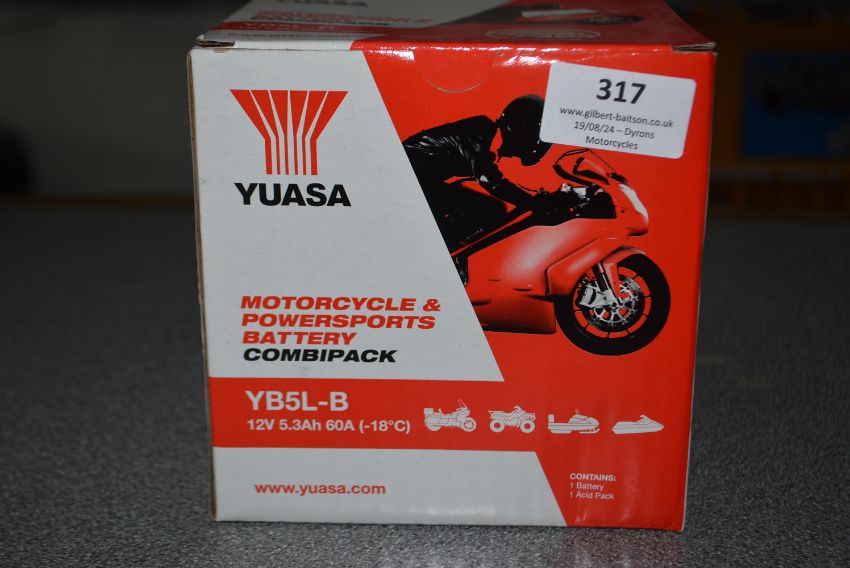 317
www.gilbert-baitson.co.uk
19/08/24 – Dyrons
Motorcycles
YUASA
MOTORCYCLE &
POWERSPORTS
BATTERY
COMBIPACK
YB5L-B
12V 5.3Ah 60A (-18°C)
www.yuasa.com
CONTAINS:
1 Battery
1 Acid Pack